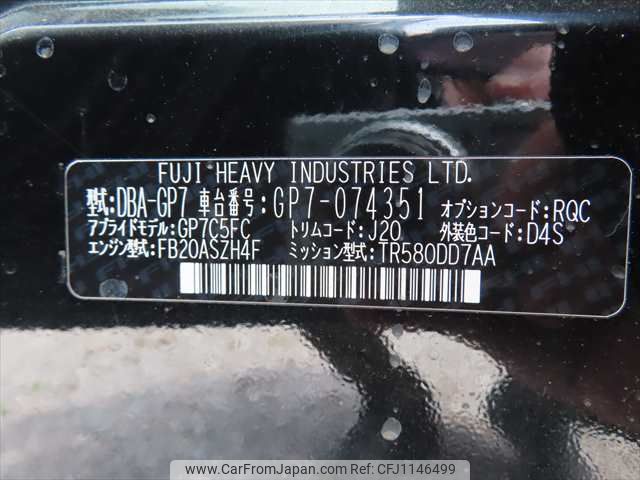 FUJI HEAVY INDUSTRIES LTD.
型式:DBA-GP7 車台番号:GP7-074351 オプションコード:RQC
アプライドモデル:GP7C5FC トリムコード:J20 外装色コード:D4S
エンジン型式:FB20ASZH4F ミッション型式:TR580DD7AA
www.CarFromJapan.com REF:CFJ1146499